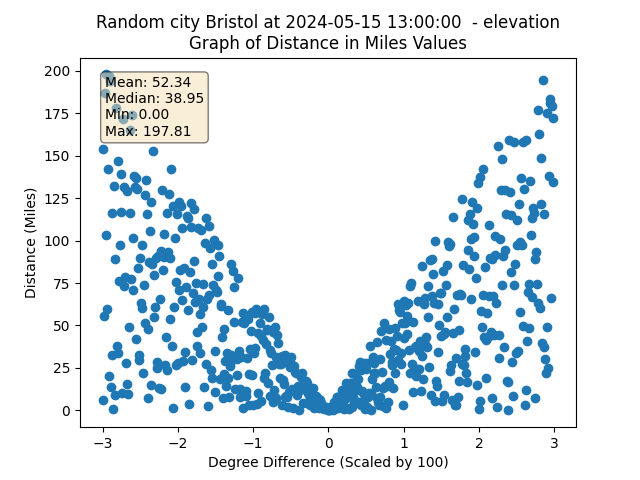 Random city Bristol at 2024-05-15 13:00:00  - elevation
Graph of Distance in Miles Values
Mean: 52.34
Median: 38.95
Min: 0.00
Max: 197.81
200
175
150
125
100
75
50
25
0
Distance (Miles)
−3 −2 −1 0 1 2 3
Degree Difference (Scaled by 100)